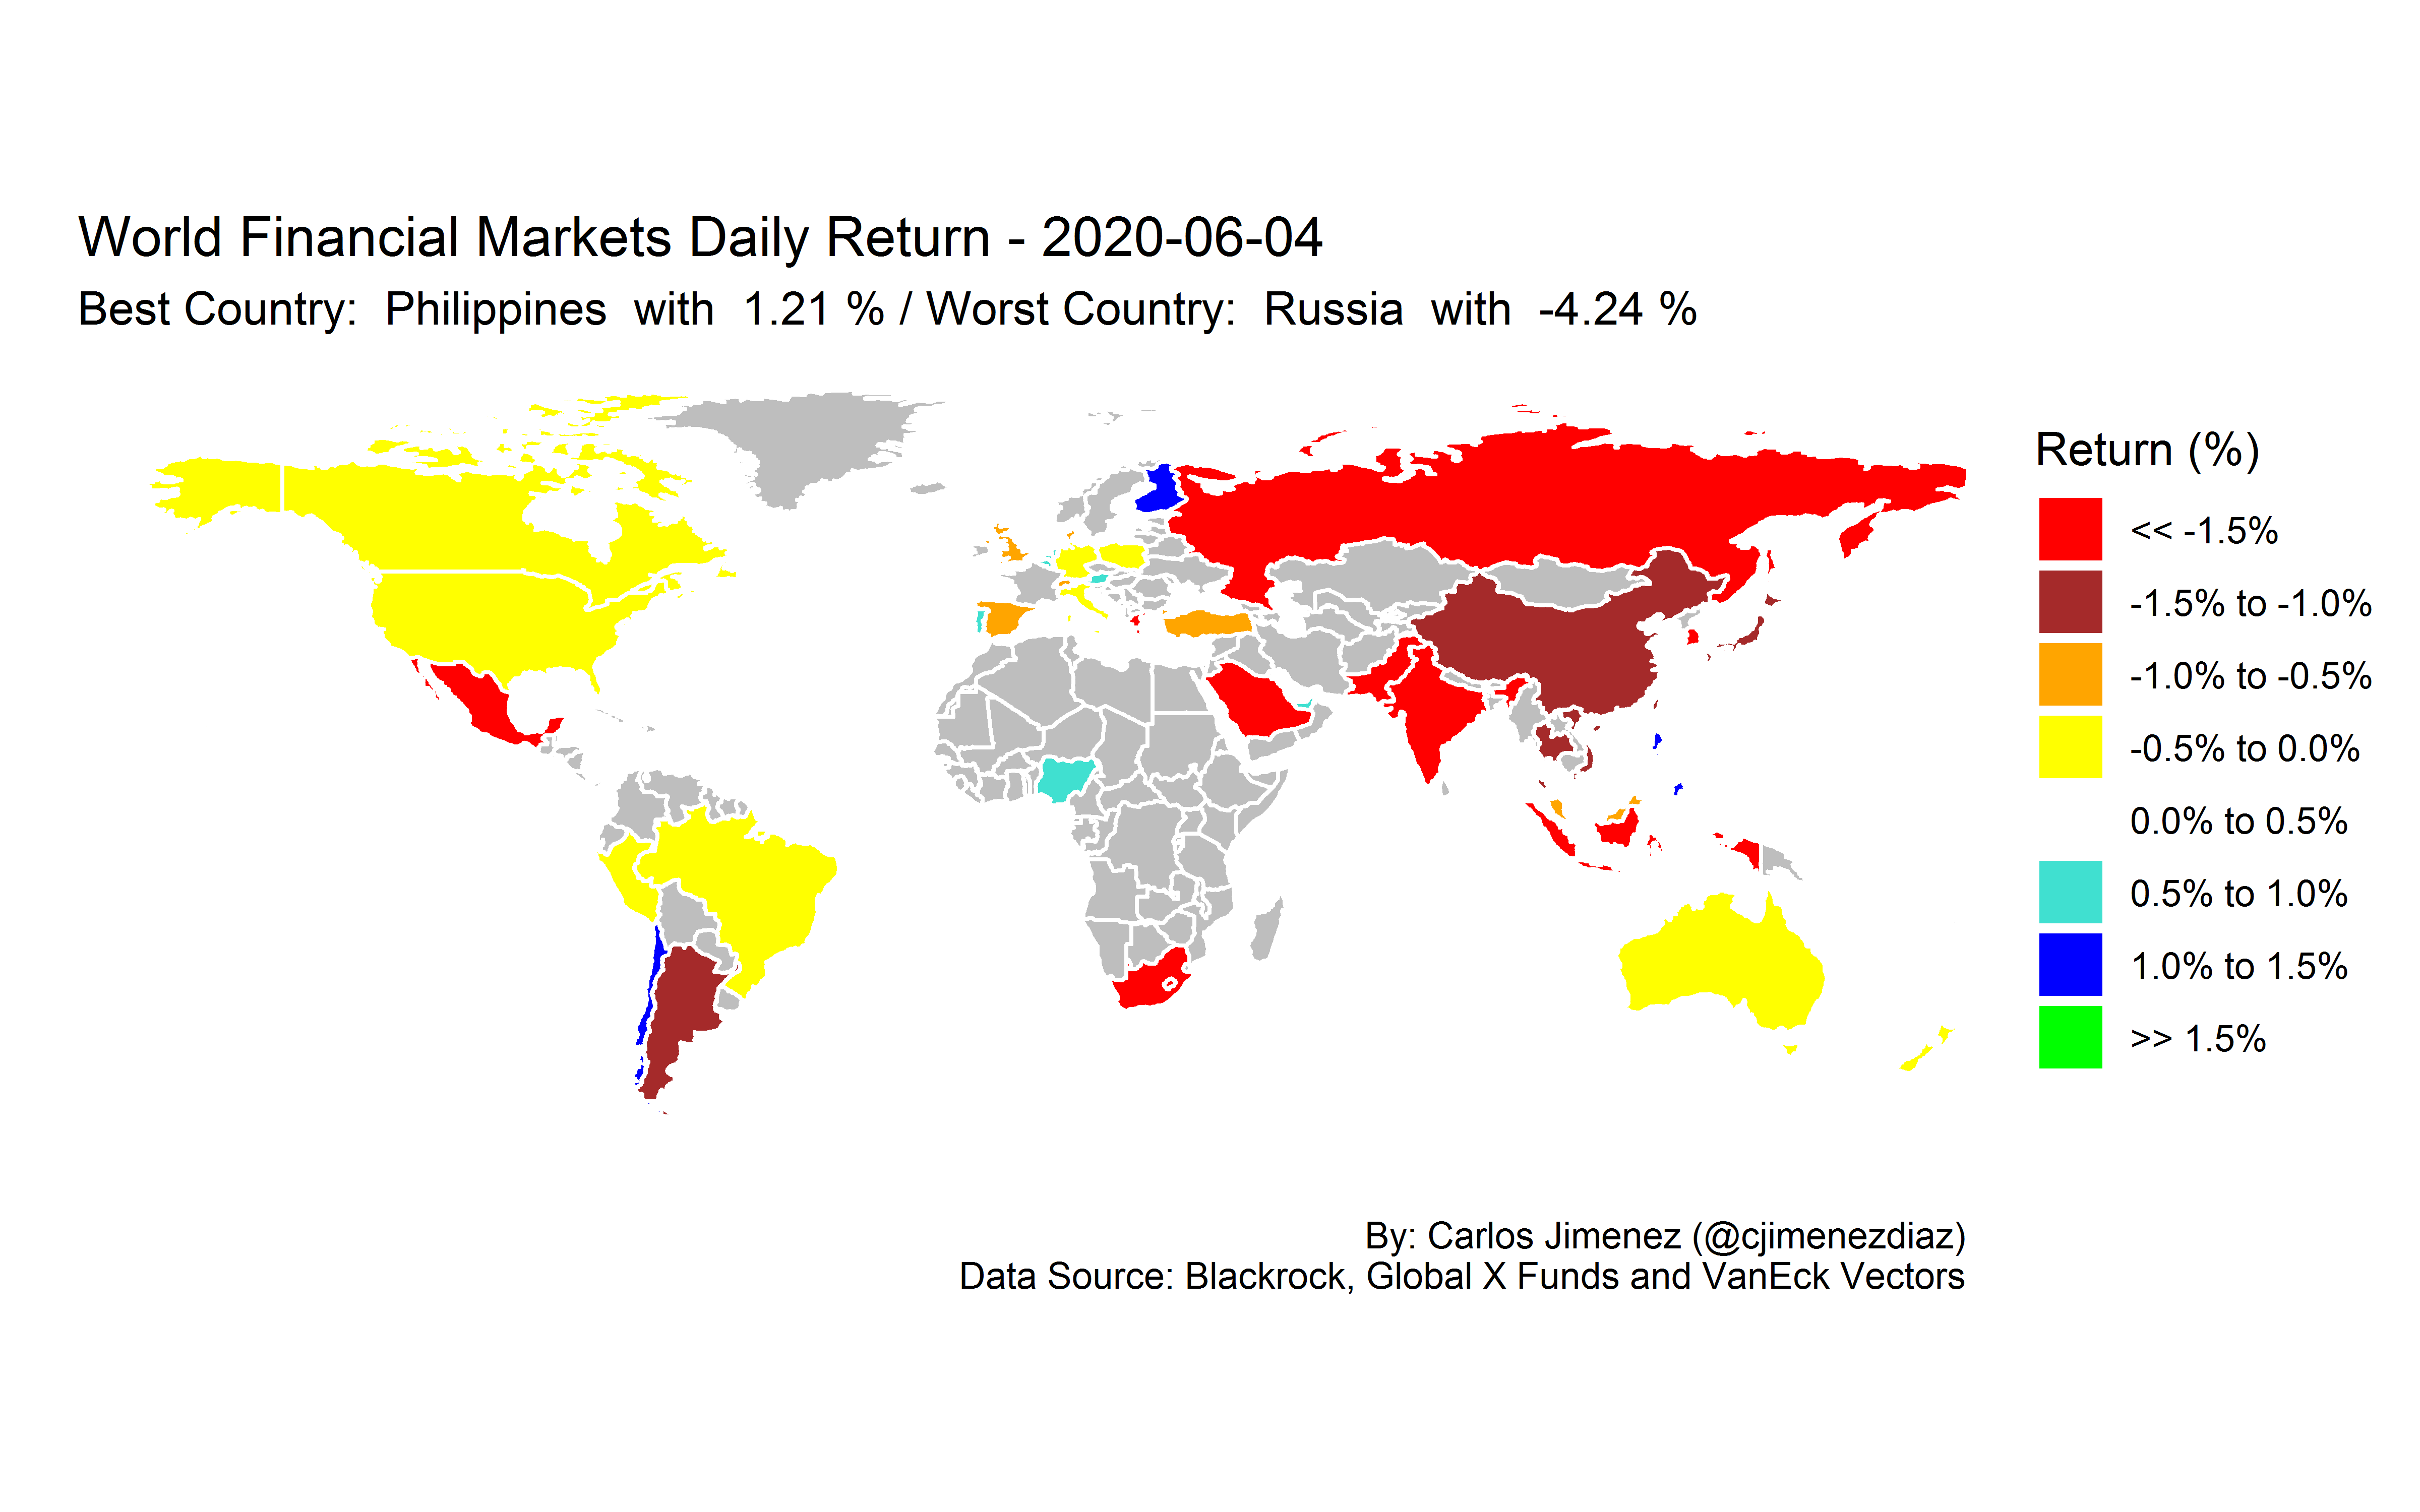 World Financial Markets Daily Return - 2020-06-04
Best Country:  Philippines  with  1.21 % / Worst Country:  Russia  with  -4.24 %
Return (%)
<< -1.5%
-1.5% to -1.0%
-1.0% to -0.5%
-0.5% to 0.0%
0.0% to 0.5%
0.5% to 1.0%
1.0% to 1.5%
>> 1.5%
By: Carlos Jimenez (@cjimenezdiaz)
Data Source: Blackrock, Global X Funds and VanEck Vectors